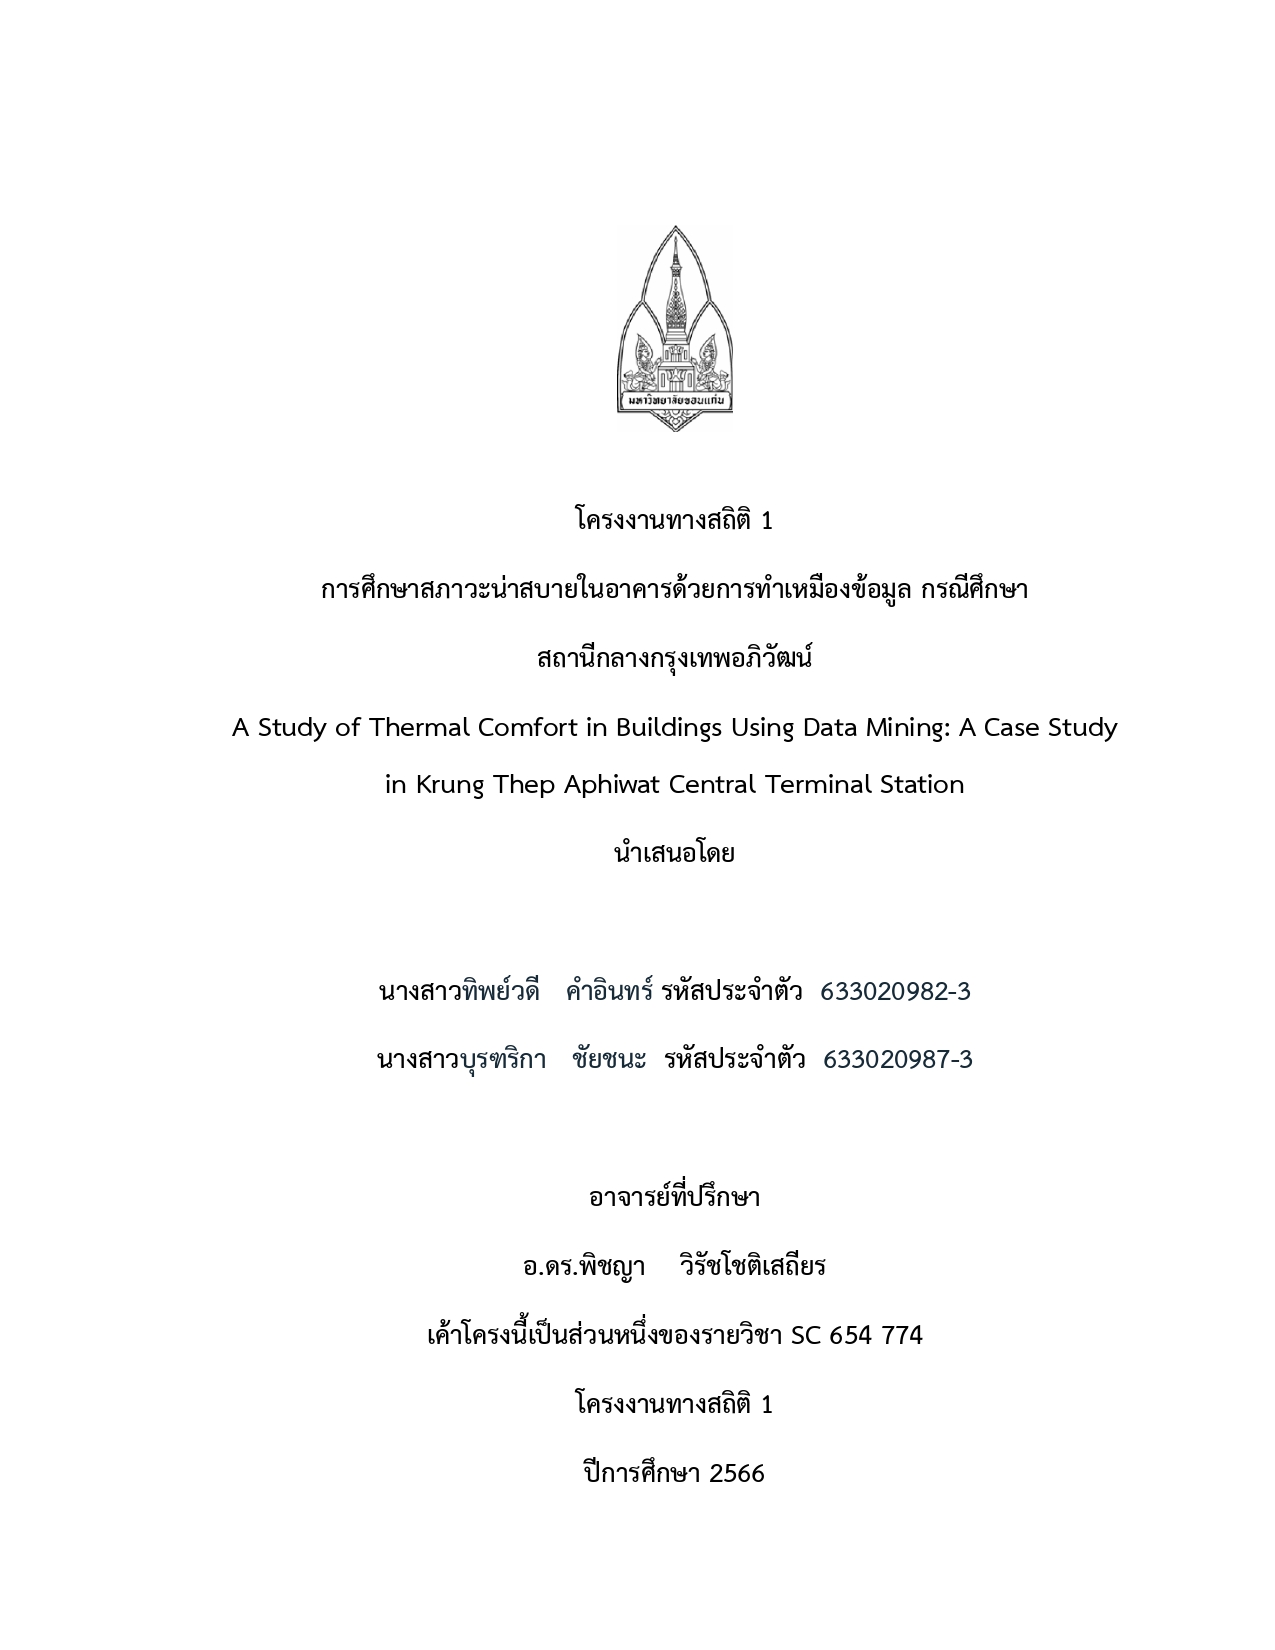 มหาวิทยาลัยขอนแก่น
โครงงานทางสถิติ 1
การศึกษาสภาวะน่าสบายในอาคารด้วยการทำเหมืองข้อมูล กรณีศึกษา
สถานีกลางกรุงเทพอภิวัฒน์
A Study of Thermal Comfort in Buildings Using Data Mining: A Case Study
in Krung Thep Aphiwat Central Terminal Station
นำเสนอโดย
นางสาวทิพย์วดี คำอินทร์ รหัสประจำตัว 633020982-3
นางสาวบุรฑริกา ชัยชนะ รหัสประจำตัว 633020987-3
อาจารย์ที่ปรึกษา
อ.ดร.พิชญา วิรัชโชติเสถียร
เค้าโครงนี้เป็นส่วนหนึ่งของรายวิชา SC 654 774
โครงงานทางสถิติ 1
ปีการศึกษา 2566